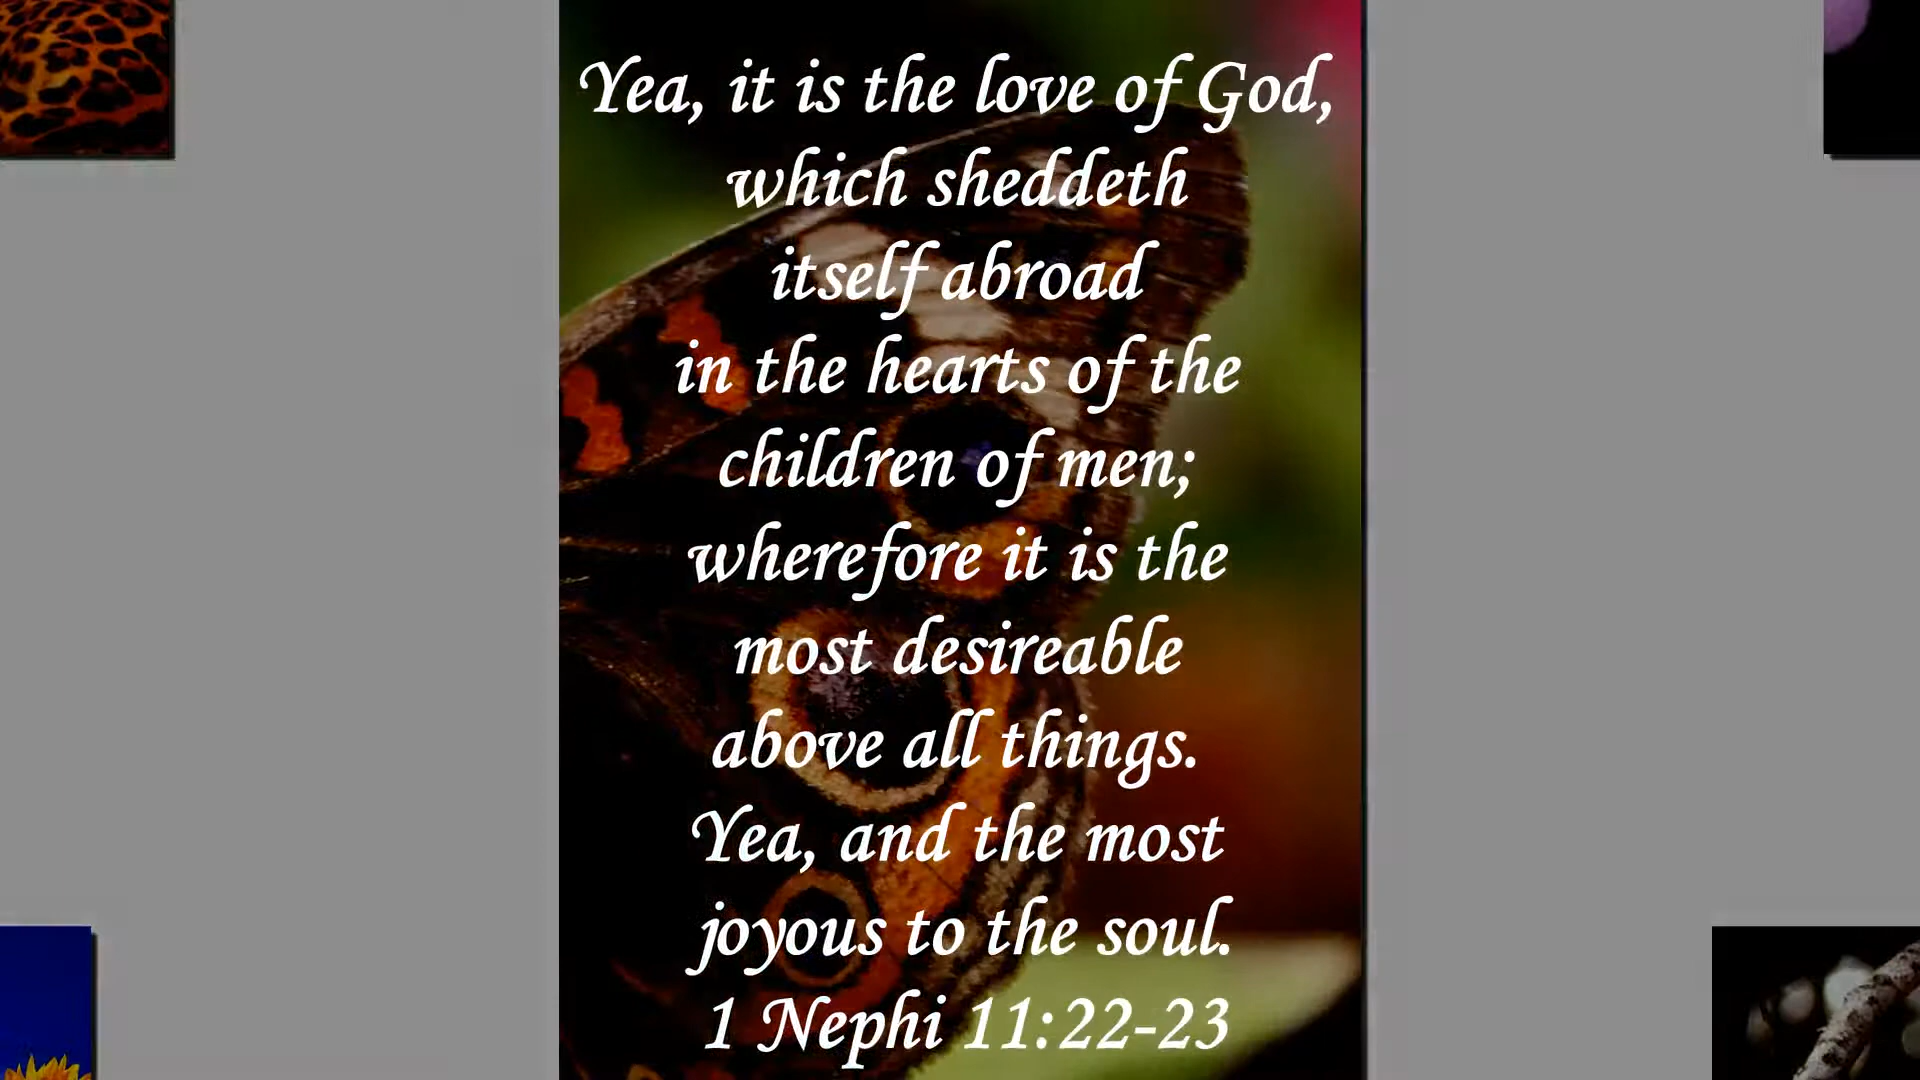 Yea, it is the love of God,
which sheddeth
itself abroad
in the hearts of the
children of men;
wherefore it is the
most desireable
above all things.
Yea, and the most
joyous to the soul.
1 Nephi 11:22-23